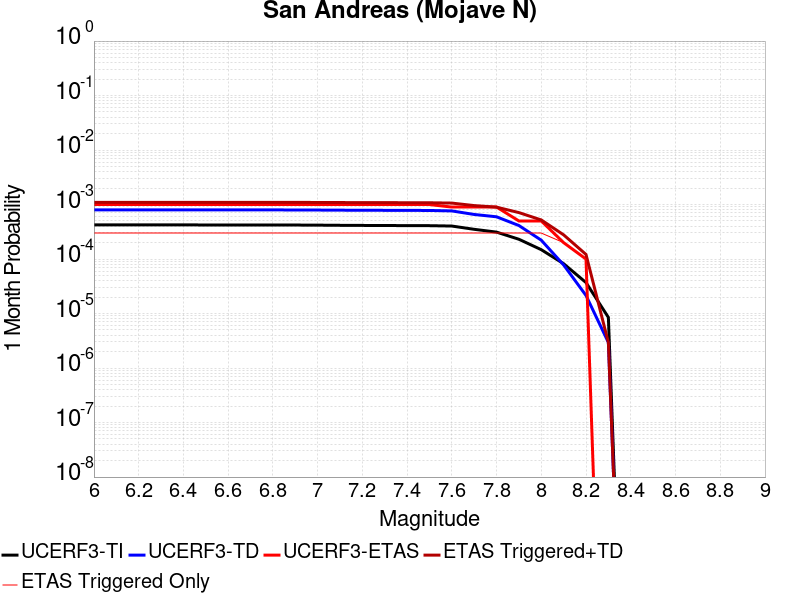 San Andreas (Mojave N)
10^0
10^-1
10^-2
10^-3
10^-4
10^-5
10^-6
10^-7
10^-8
1 Month Probability
6 6.2 6.4 6.6 6.8 7 7.2 7.4 7.6 7.8 8 8.2 8.4 8.6 8.8 9
Magnitude
UCERF3-TI UCERF3-TD UCERF3-ETAS ETAS Triggered+TD
ETAS Triggered Only